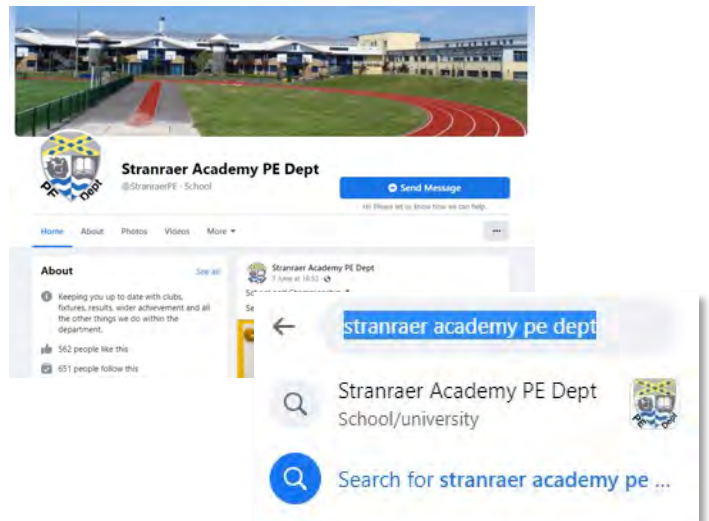 Stranraer Academy PE Dept
@StranraerPE · School
Send Message
Hi! Please let us know how we can help.
Home About Photos Videos More
About
See all
Keeping you up to date with clubs,
fixtures, results, wider achievement and all
the other things we do within the
department.
562 people like this
651 people follow this
Stranraer Academy PE Dept
7 June at 18:52
stranraer academy pe dept
Stranraer Academy PE Dept
School/university
Search for stranraer academy pe ...
PE Dept